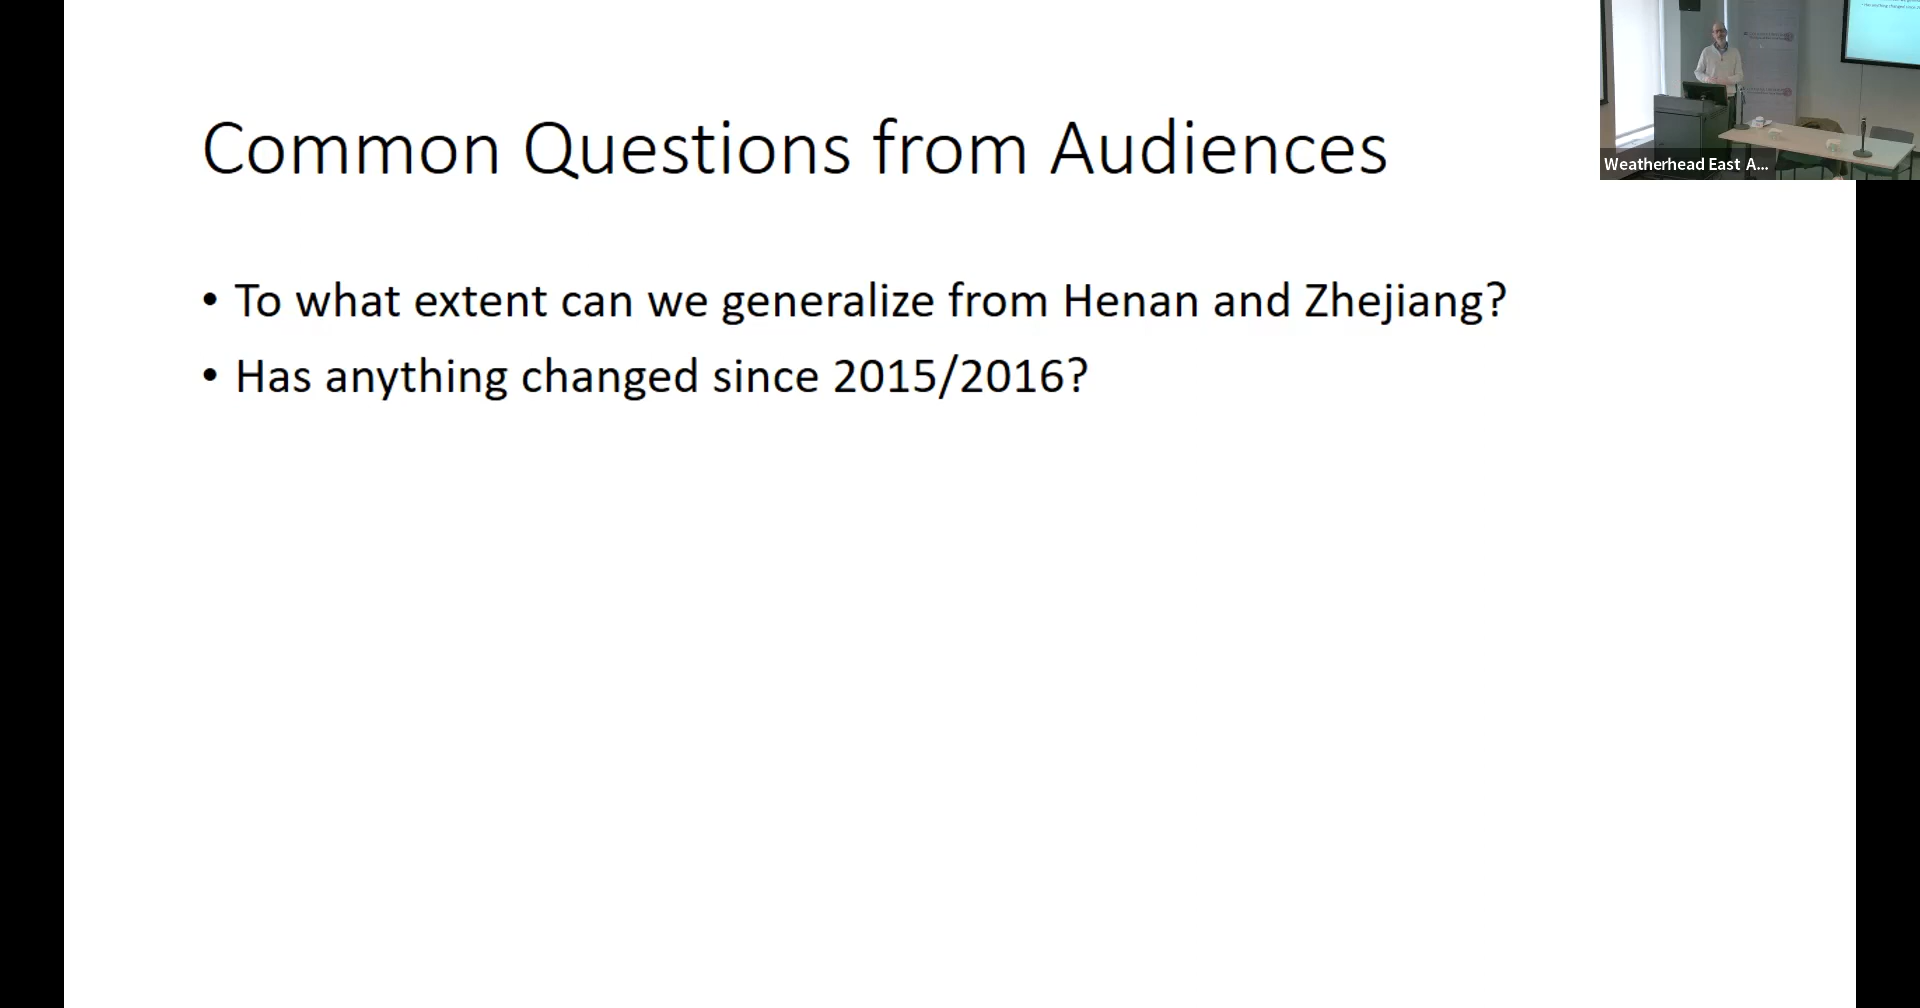 Common Questions from Audiences
• To what extent can we generalize from Henan and Zhejiang?
• Has anything changed since 2015/2016?
Weatherhead East A...